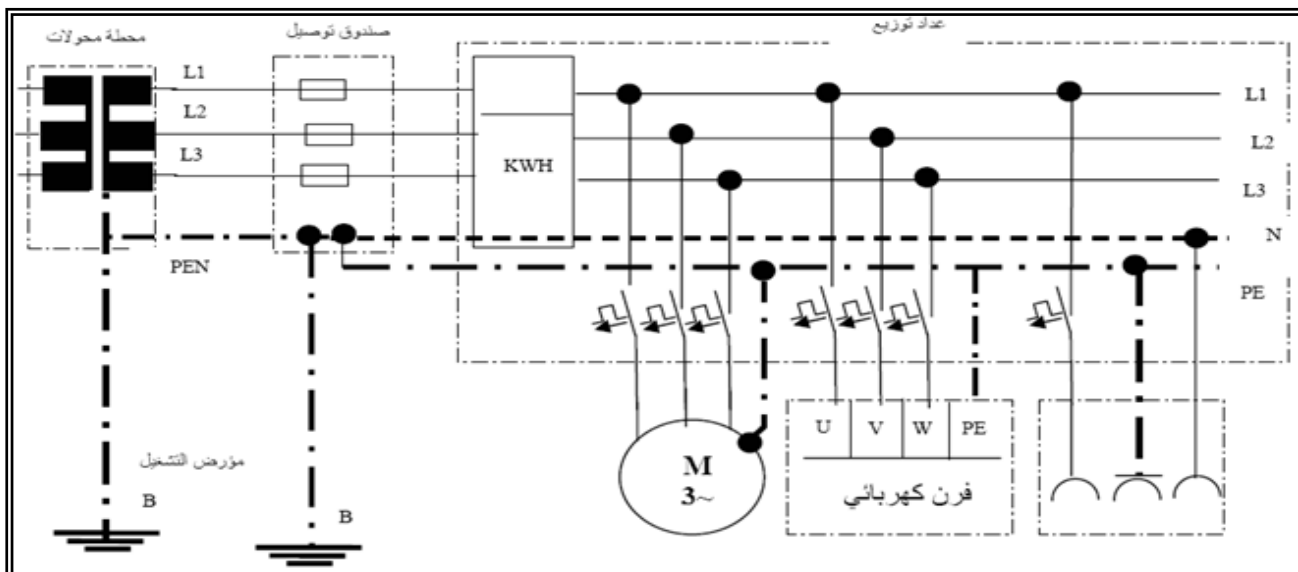 عداد توزيع
صندوق توصيل
محطة محولات
L1
L2
L3
KWH
L1
L2
L3
N
PEN
PE
U V W PE
M
3~
فرن كهربائي
مؤرض التشغيل
B
B